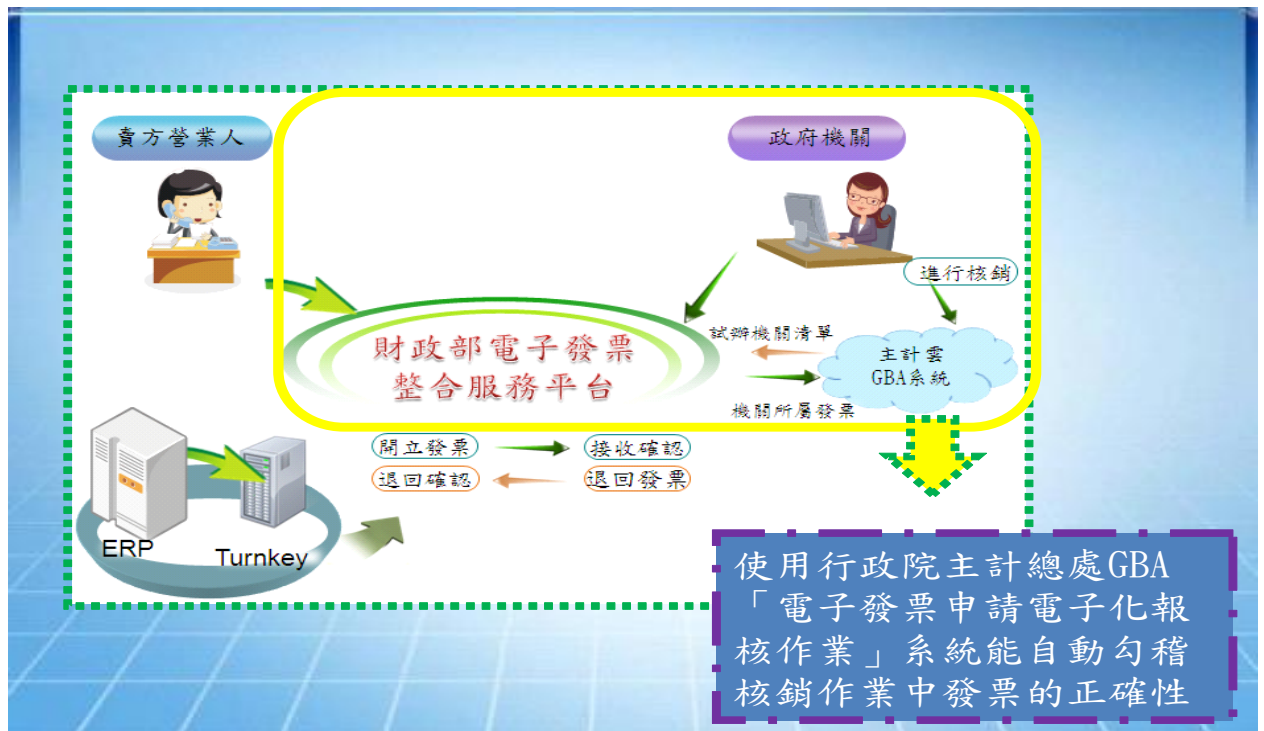 賣方營業人
政府機關
進行核銷
試辦機關清單
財政部電子發票
整合服務平台
主計雲
GBA系統
機關所屬發票
開立發票
接收確認
退回確認
退回發票
ERP
Turnkey
使用行政院主計總處GBA
「電子發票申請電子化報
核作業」系統能自動勾稽
核銷作業中發票的正確性